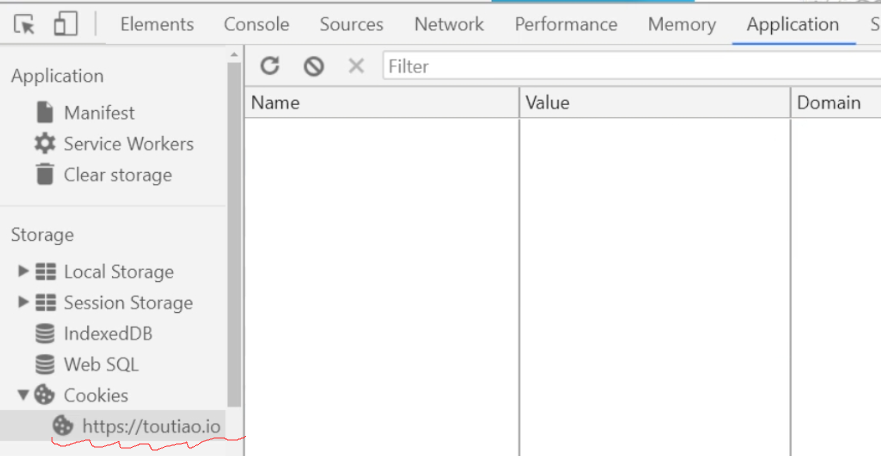 Elements Console Sources Network Performance Memory Application S
Application
Filter
Manifest
Name Value Domain
Service Workers
Clear storage
Storage
Local Storage
Session Storage
IndexedDB
Web SQL
Cookies
https://toutiao.io